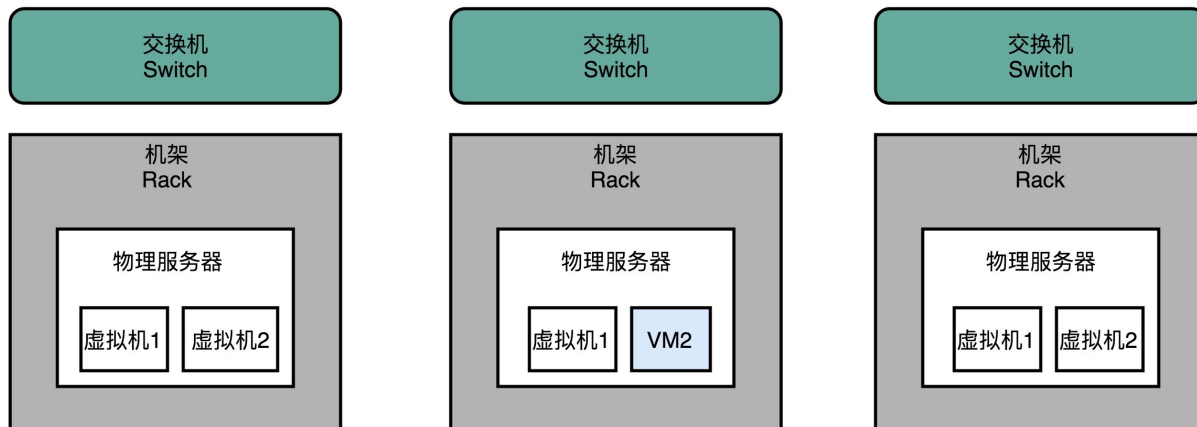 交换机
Switch
交换机
Switch
交换机
Switch
机架
Rack
机架
Rack
机架
Rack
物理服务器
物理服务器
物理服务器
虚拟机1
虚拟机2
虚拟机1
VM2
虚拟机1
虚拟机2